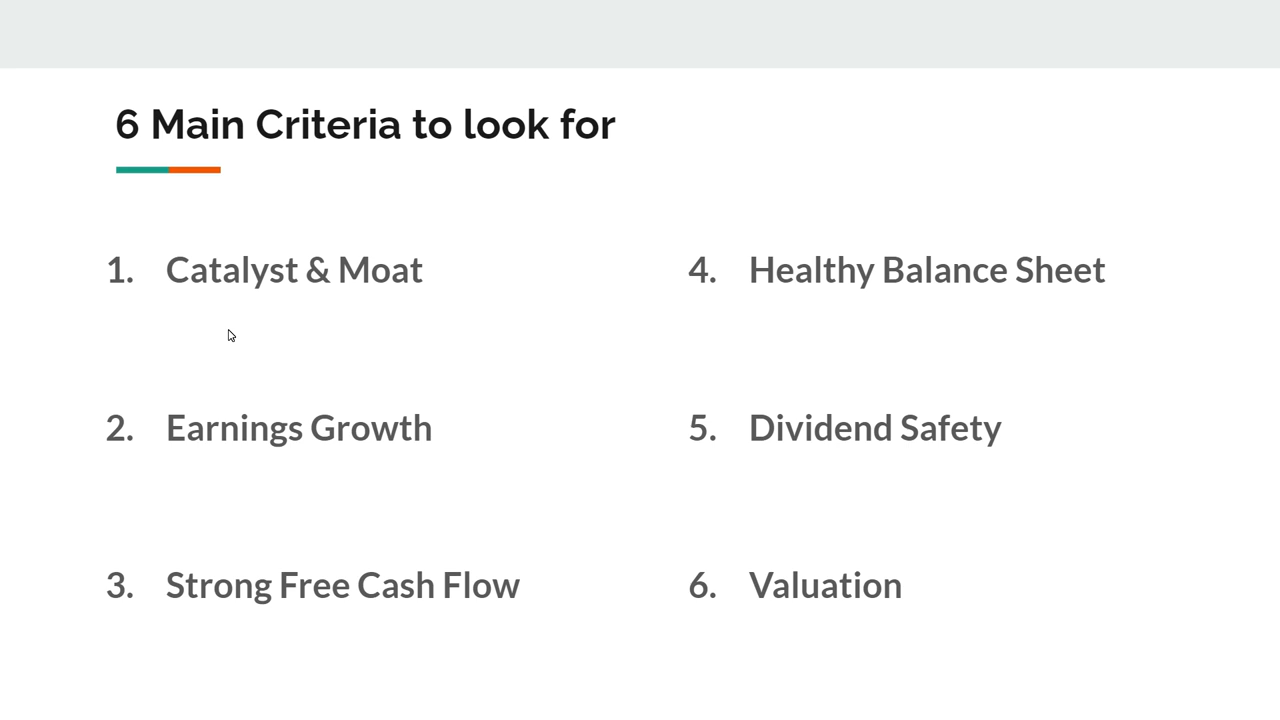 6 Main Criteria to look for
1. Catalyst & Moat
2. Earnings Growth
3. Strong Free Cash Flow
4. Healthy Balance Sheet
5. Dividend Safety
6. Valuation